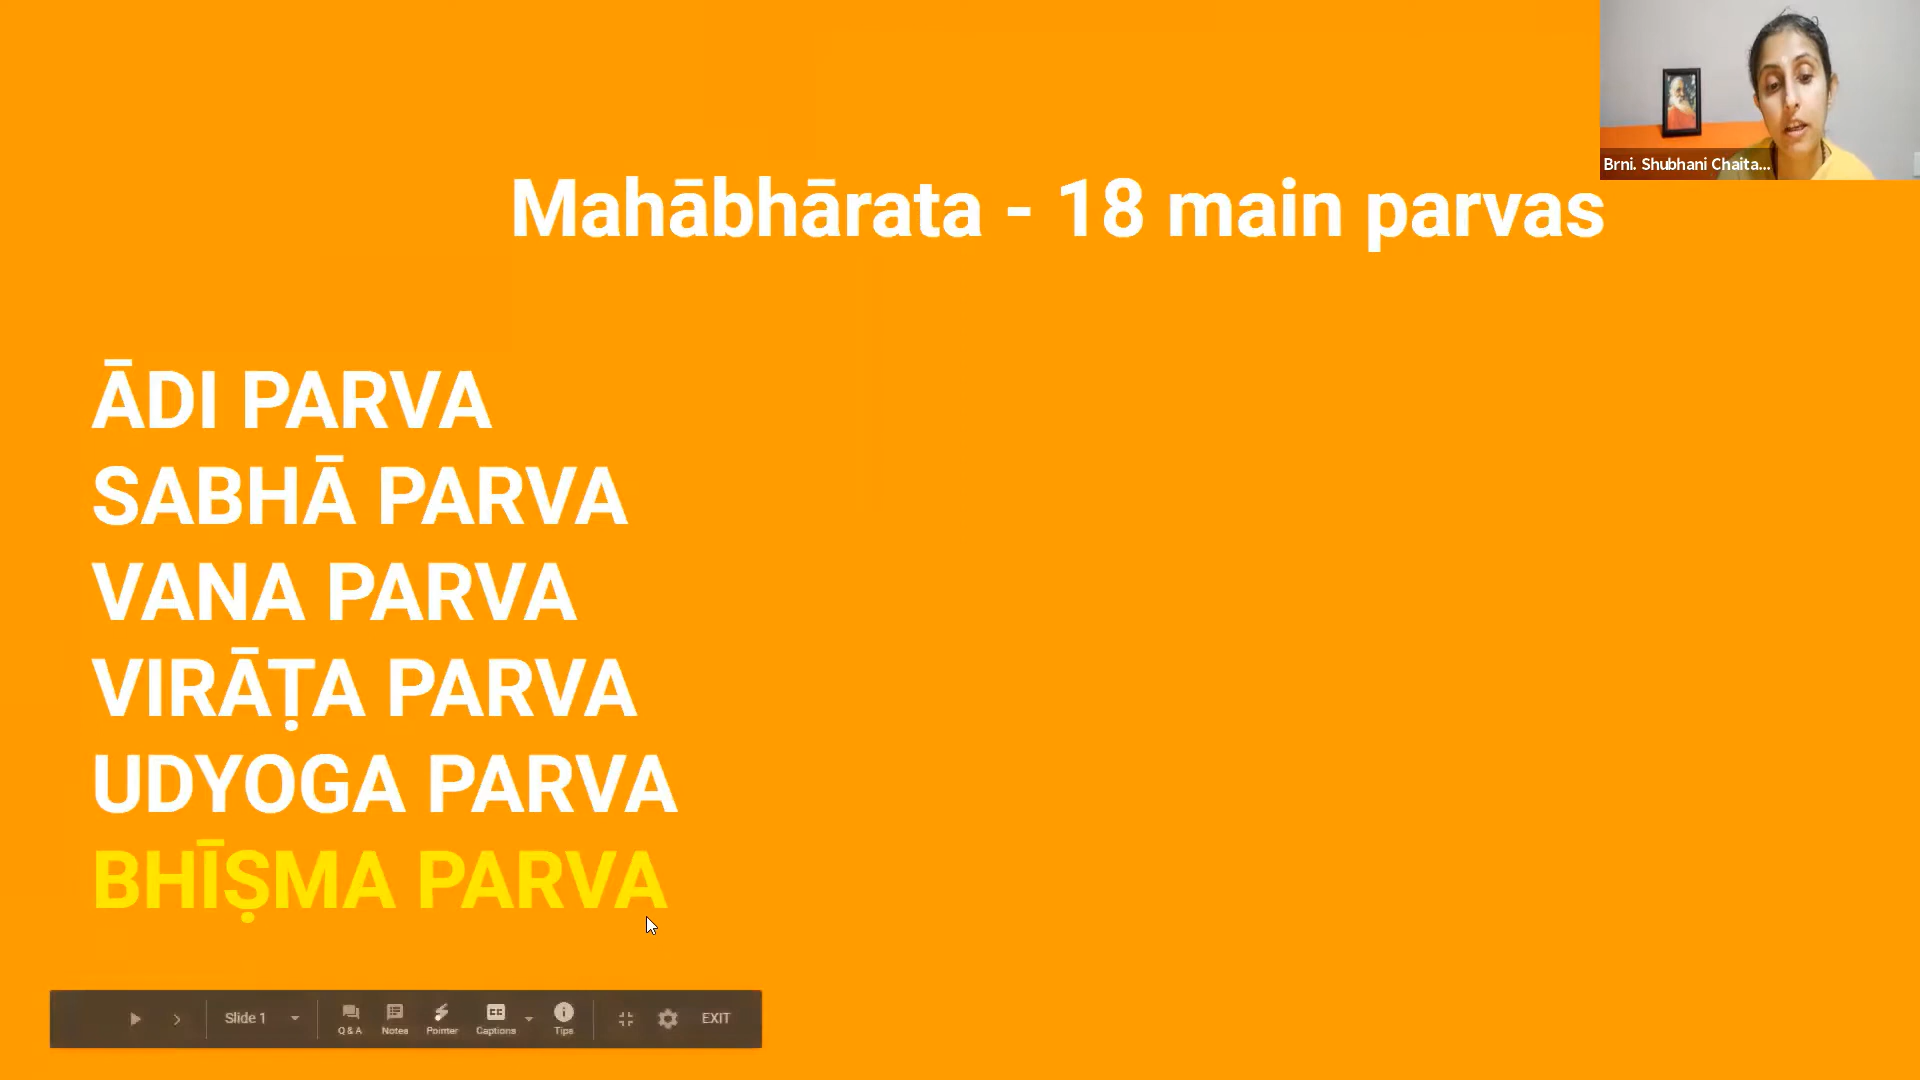 Brni. Shubhani Chaita...
Mahābhārata - 18 main parvas
ĀDI PARVA
SABHĀ PARVA
VANA PARVA
VIRĀṬA PARVA
UDYOGA PARVA
BHĪṢMA PARVA
Slide 1
Q & A Notes Pointer Captions Tips EXIT